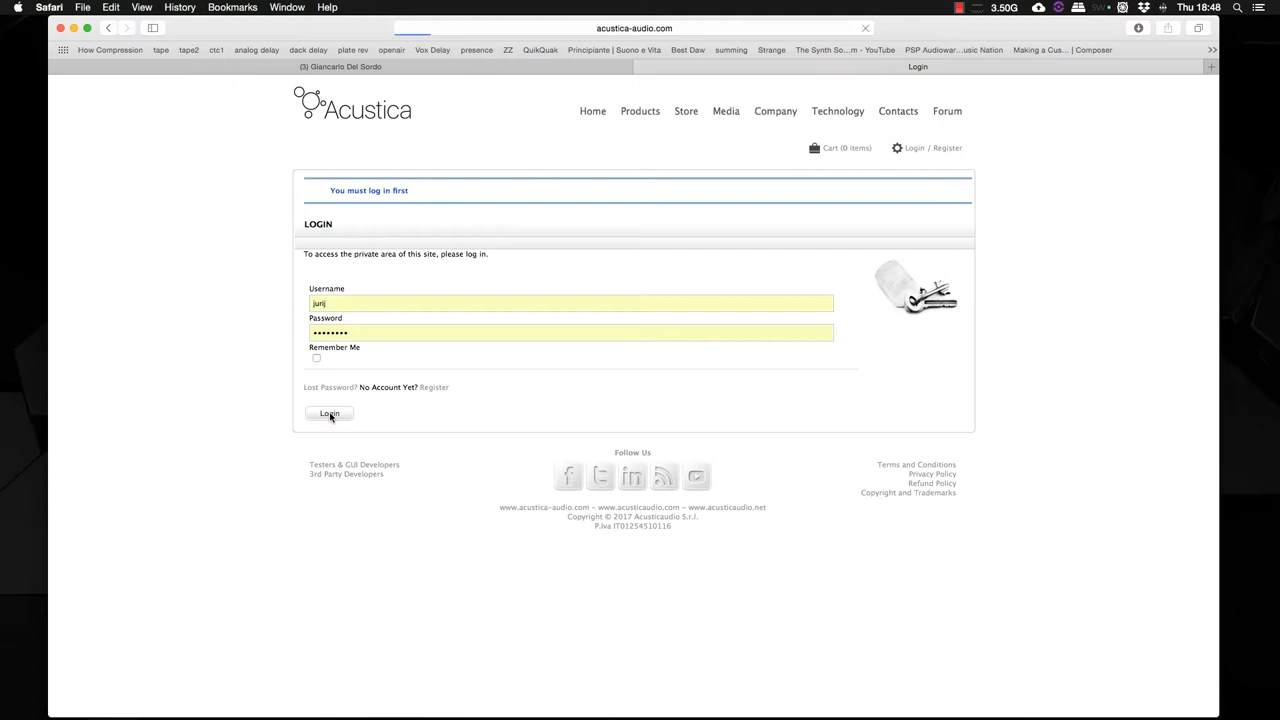 Safari File Edit View History Bookmarks Window Help 3.50G SW Thu 18:48
acustica-audio.com
How Compression tape tape2 ctc1 analog delay dack delay plate rev openair Vox Delay presence ZZ QuikQuak Principiante | Suono e Vita Best Daw summing Strange The Synth So...m - YouTube PSP Audiowar...usic Nation Making a Cus... | Composer
(3) Giancarlo Del Sordo Login
Acustica
Home Products Store Media Company Technology Contacts Forum
Cart (0 items) Login / Register
You must log in first
LOGIN
To access the private area of this site, please log in.
Username
jurij
Password
••••••••
Remember Me
Lost Password? No Account Yet? Register
Login
Follow Us
Testers & GUI Developers
3rd Party Developers
Terms and Conditions
Privacy Policy
Refund Policy
Copyright and Trademarks
www.acustica-audio.com – www.acusticaudio.com – www.acusticaudio.net
Copyright © 2017 Acusticaudio S.r.l.
P.Iva IT01254510116